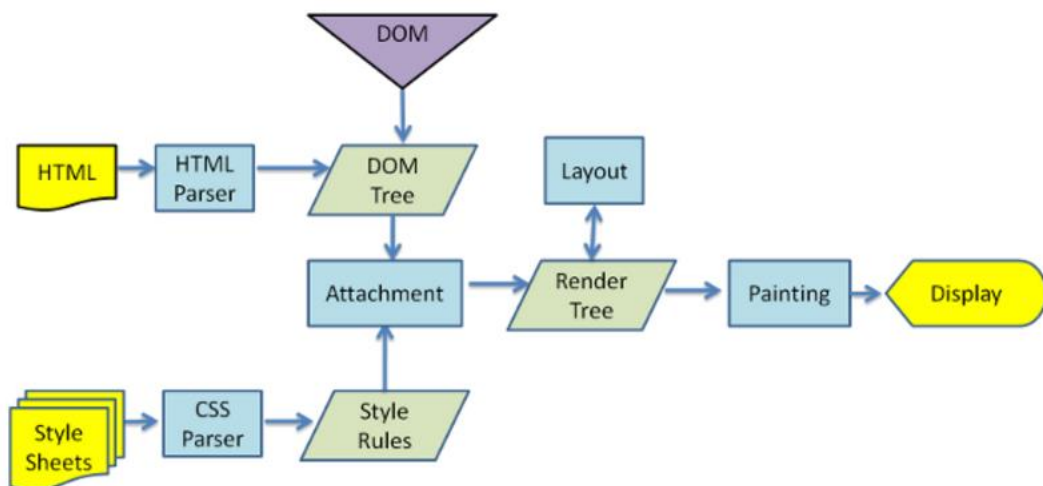 DOM
HTML
HTML
Parser
DOM
Tree
Layout
Attachment
Render
Tree
Painting
Display
Style
Sheets
CSS
Parser
Style
Rules